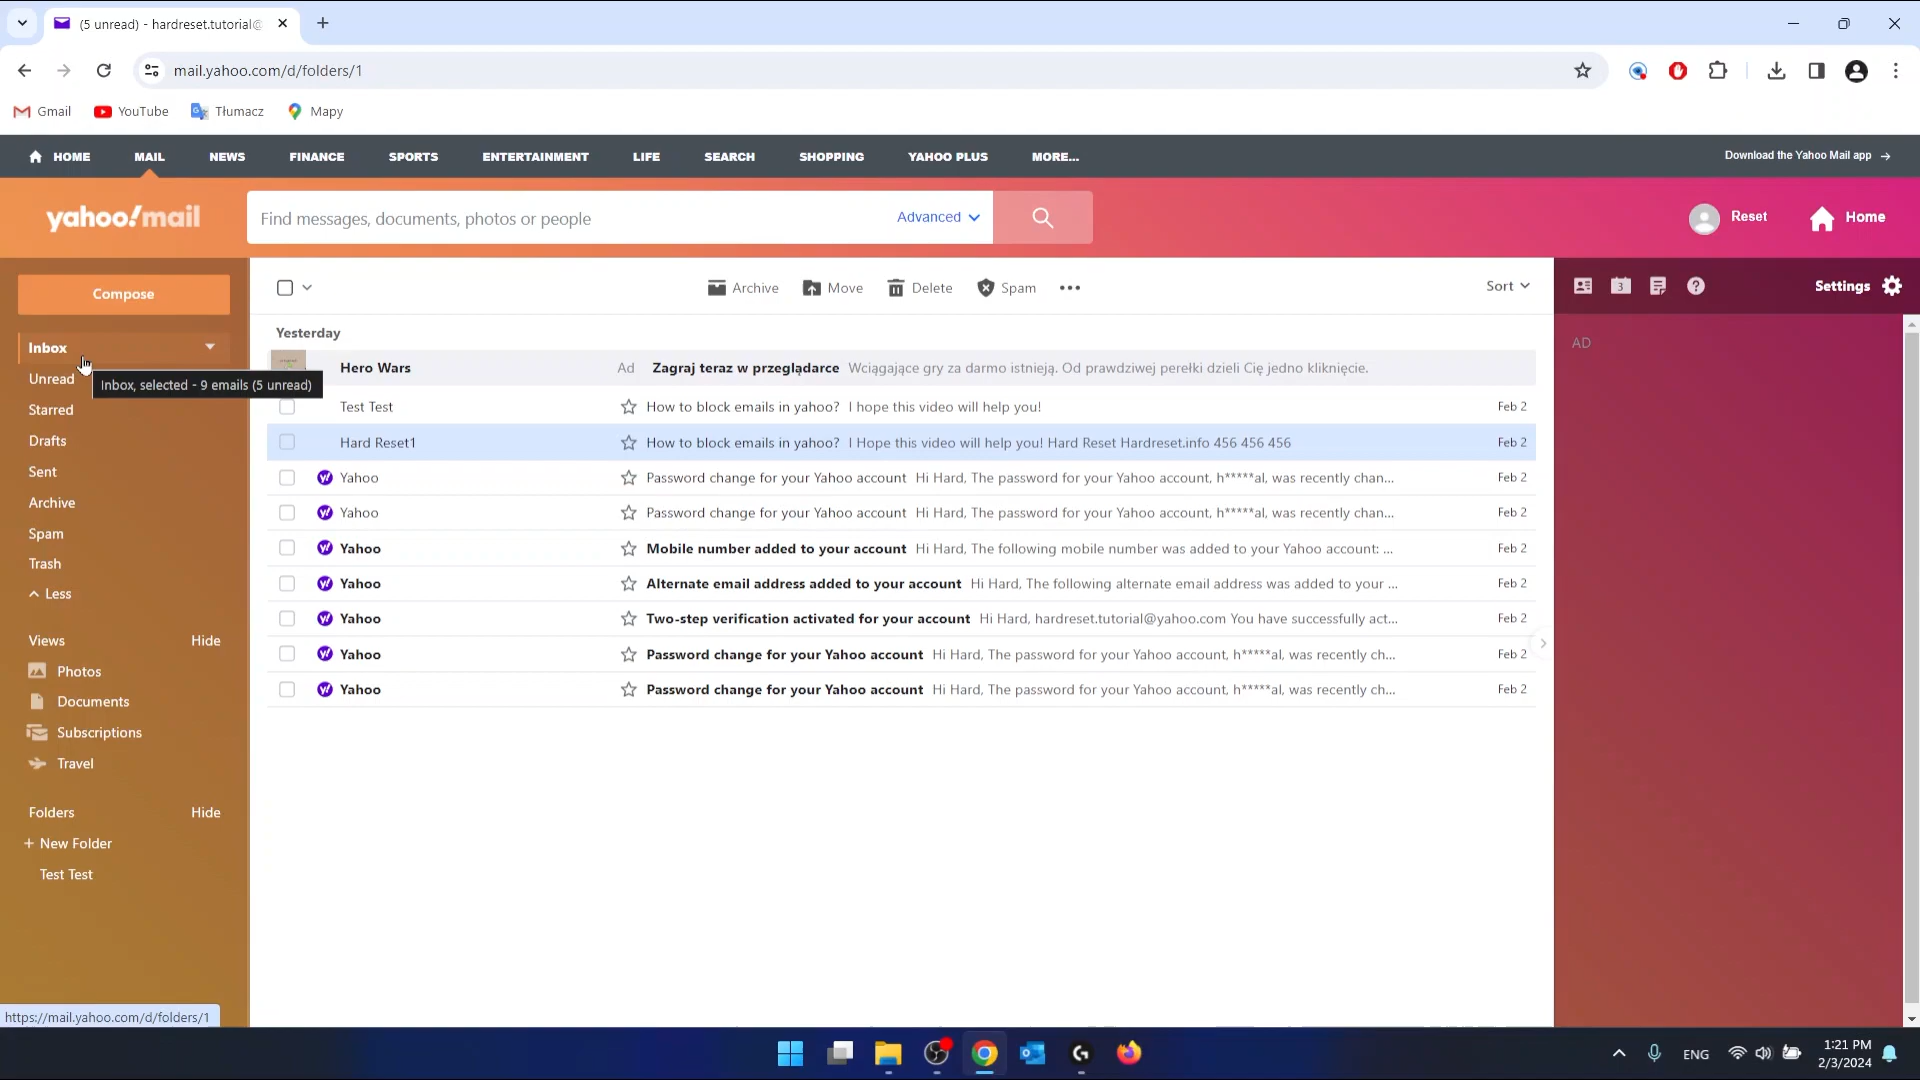 (5 unread) - hardreset.tutorial@
mail.yahoo.com/d/folders/1
Gmail YouTube Tłumacz Mapy
HOME MAIL NEWS FINANCE SPORTS ENTERTAINMENT LIFE SEARCH SHOPPING YAHOO PLUS MORE... Download the Yahoo Mail app →
yahoo!mail Find messages, documents, photos or people Advanced Reset Home
Compose Archive Move Delete Spam ••• Sort 3 Settings
Yesterday
AD
Inbox
Unread
Inbox, selected - 9 emails (5 unread)
Starred
Drafts
Sent
Archive
Spam
Trash
Less
Views Hide
Photos
Documents
Subscriptions
Travel
Folders Hide
+ New Folder
Test Test
Hero Wars Ad Zagraj teraz w przeglądarce Wciągające gry za darmo istnieją. Od prawdziwej perełki dzieli Cię jedno kliknięcie.
Test Test How to block emails in yahoo? I hope this video will help you! Feb 2
Hard Reset1 How to block emails in yahoo? I Hope this video will help you! Hard Reset Hardreset.info 456 456 456 Feb 2
Yahoo Password change for your Yahoo account Hi Hard, The password for your Yahoo account, h*****al, was recently chan... Feb 2
Yahoo Password change for your Yahoo account Hi Hard, The password for your Yahoo account, h*****al, was recently chan... Feb 2
Yahoo Mobile number added to your account Hi Hard, The following mobile number was added to your Yahoo account: ... Feb 2
Yahoo Alternate email address added to your account Hi Hard, The following alternate email address was added to your ... Feb 2
Yahoo Two-step verification activated for your account Hi Hard, hardreset.tutorial@yahoo.com You have successfully act... Feb 2
Yahoo Password change for your Yahoo account Hi Hard, The password for your Yahoo account, h*****al, was recently ch... Feb 2
Yahoo Password change for your Yahoo account Hi Hard, The password for your Yahoo account, h*****al, was recently ch... Feb 2
https://mail.yahoo.com/d/folders/1
ENG
1:21 PM
2/3/2024